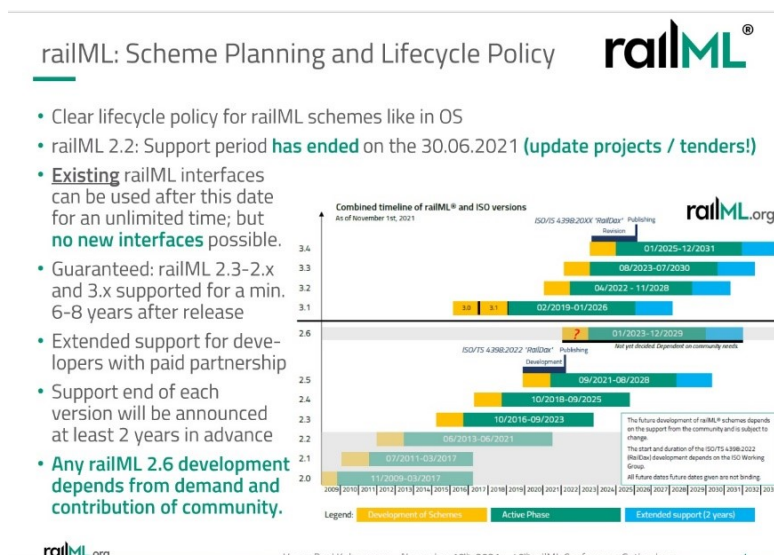 railML: Scheme Planning and Lifecycle Policy
railML®
• Clear lifecycle policy for railML schemes like in OS
• railML 2.2: Support period has ended on the 30.06.2021 (update projects / tenders!)
• Existing railML interfaces
can be used after this date
for an unlimited time; but
no new interfaces possible.
• Guaranteed: railML 2.3-2.x
and 3.x supported for a min.
6-8 years after release
• Extended support for deve-
lopers with paid partnership
• Support end of each
version will be announced
at least 2 years in advance
• Any railML 2.6 development
depends from demand and
contribution of community.
Combined timeline of railML® and ISO versions
As of November 1st, 2021
railML.org
ISO/IS 4398:20XX 'RailDax' Publishing
Revision
3.4 01/2025-12/2031
3.3 08/2023-07/2030
3.2 04/2022 - 11/2028
3.1 3.0 3.1 02/2019-01/2026
2.6 ? 01/2023-12/2029
Not yet decided. Dependent on community needs.
ISO/TS 4398:2022 'RailDax' Publishing
Development
2.5 09/2021-08/2028
2.4 10/2018-09/2025
2.3 10/2016-09/2023
2.2 06/2013-06/2021
2.1 07/2011-03/2017
2.0 11/2009-03/2017
The future development of railML® schemes depends
on the support from the community and is subject to
change.
The start and duration of the ISO/TS 4398:2022
(RailDax) development depends on the ISO Working
Group.
All future dates future dates given are not binding.
2009 2010 2011 2012 2013 2014 2015 2016 2017 2018 2019 2020 2021 2022 2023 2024 2025 2026 2027 2028 2029 2030 2031 2032
Legend: Development of Schemes Active Phase Extended support (2 years)
railML.org